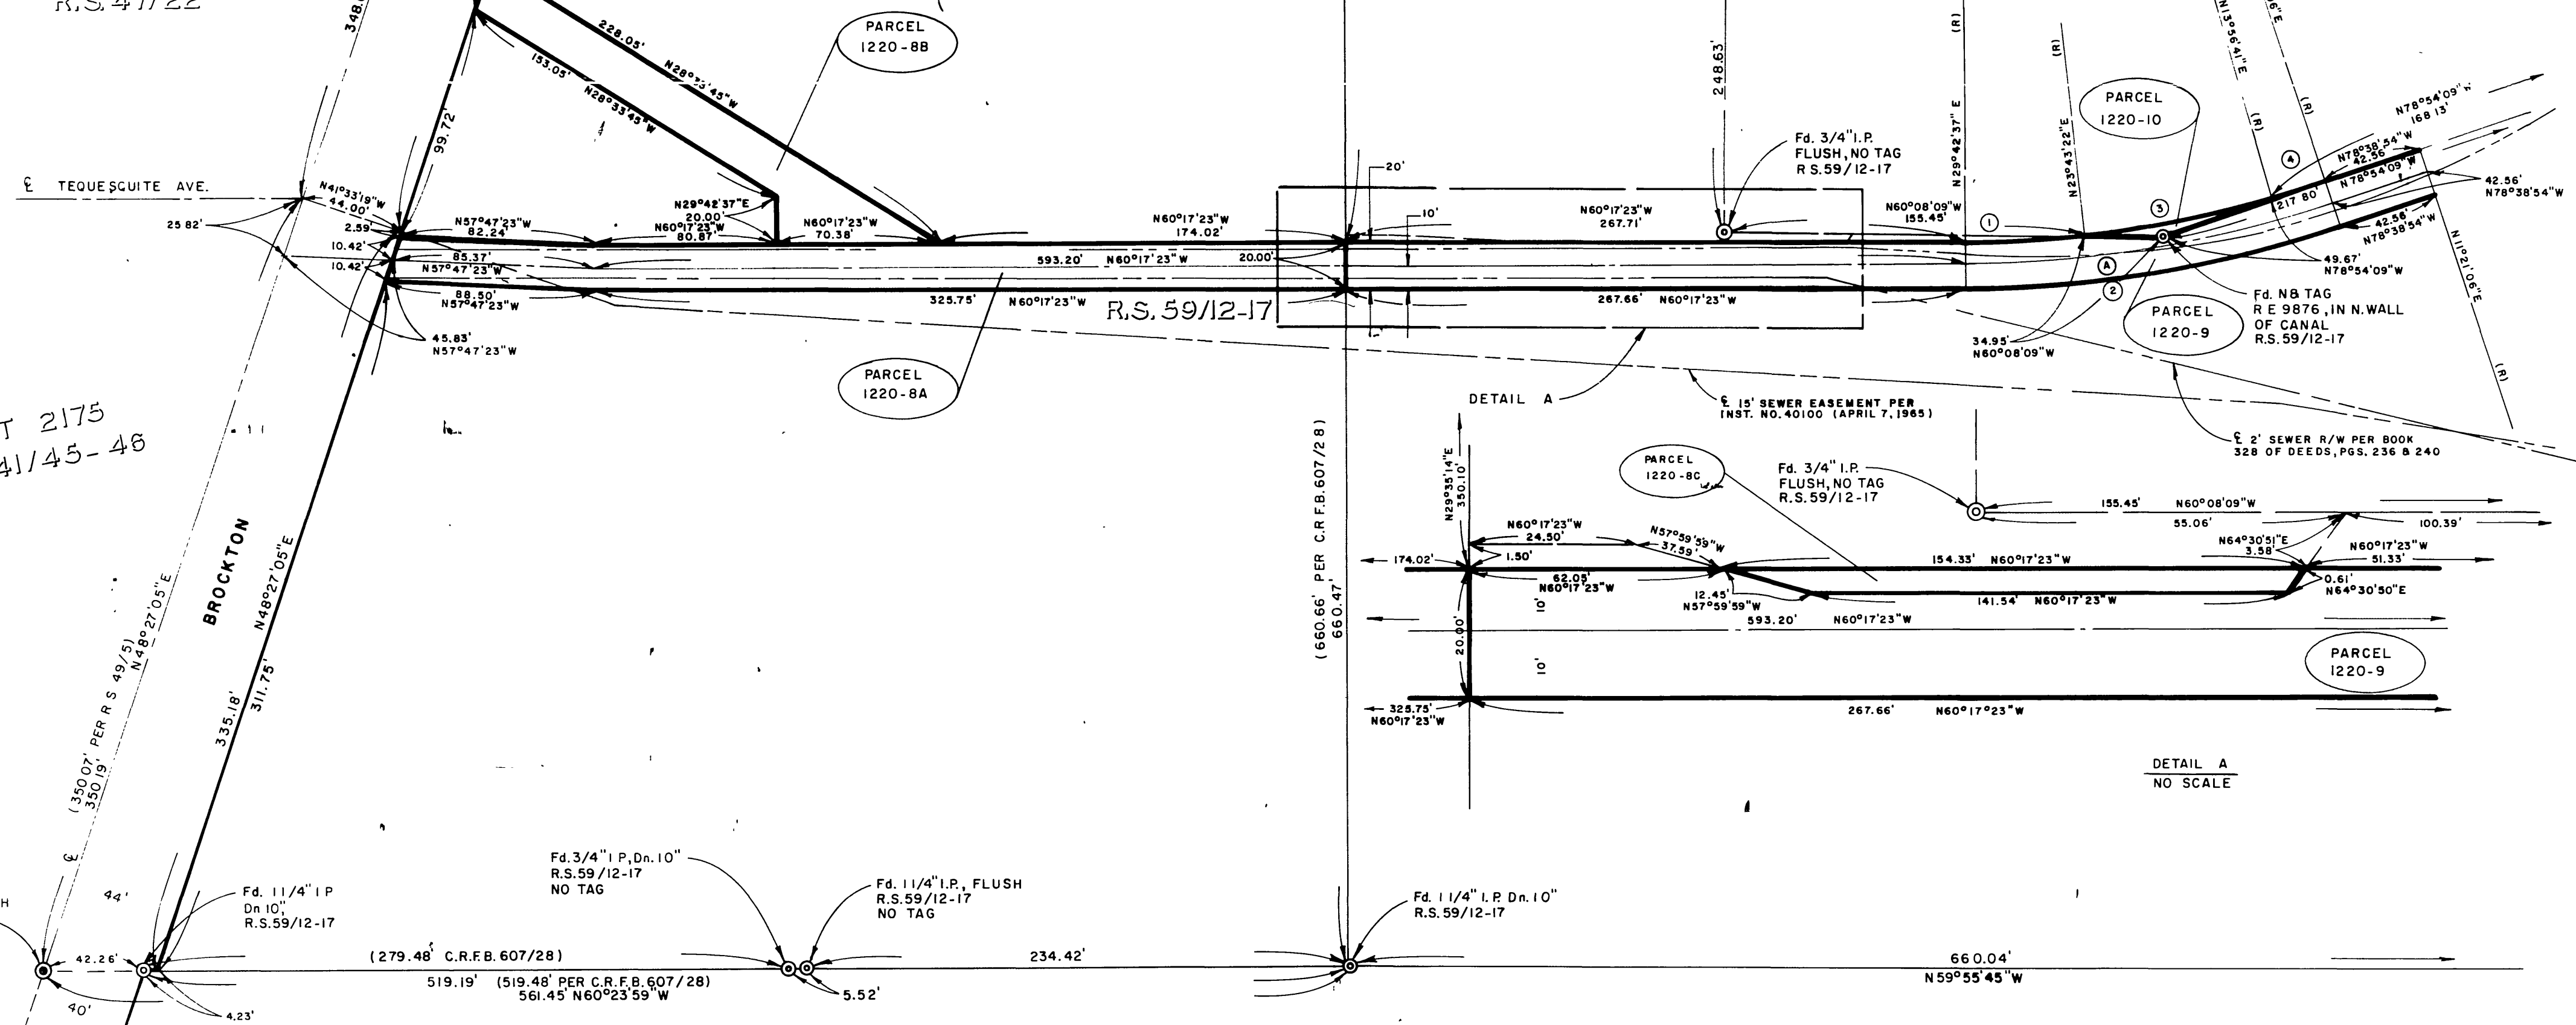 R.S. 47/22
228.05'
N28°33'45"W
153.05'
N28°33'45"W
PARCEL
1220-8B
99.72'
248.63'
(R)
N29°42'37"E
(R)
N23°43'22"E
PARCEL
1220-10
N13°56'41"E
(R)
(R)
N78°54'09"W
168.13'
N78°38'54"W
42.56'
N78°54'09"W
42.56'
N78°38'54"W
217.80'
42.56'
N78°38'54"W
49.67'
N78°54'09"W
N11°21'06"E
(R)
℄ TEQUESQUITE AVE.
N41°33'19"W
44.00'
25.82'
2.59'
10.42'
10.42'
N57°47'23"W
82.24'
85.37'
N57°47'23"W
88.50'
N57°47'23"W
45.83'
N57°47'23"W
N29°42'37"E
20.00'
N60°17'23"W
80.87'
N60°17'23"W
70.38'
N60°17'23"W
174.02'
593.20' N60°17'23"W
20.00'
325.75' N60°17'23"W
R.S. 59/12-17
20'
10'
Fd. 3/4" I.P.
FLUSH, NO TAG
R.S. 59/12-17
N60°17'23"W
267.71'
N60°08'09"W
155.45'
267.66' N60°17'23"W
1
2
3
4
A
34.95'
N60°08'09"W
PARCEL
1220-9
Fd. N & TAG
R E 9876, IN N. WALL
OF CANAL
R.S. 59/12-17
PARCEL
1220-8A
DETAIL A
℄ 15' SEWER EASEMENT PER
INST. NO. 40100 (APRIL 7, 1965)
℄ 2' SEWER R/W PER BOOK
328 OF DEEDS, PGS. 236 & 240
T 2175
41/45-46
BROCKTON
N48°27'05"E
335.18'
311.75'
(350.07' PER R S 49/5)
350.19'
N48°27'05"E
℄
(660.66' PER C.R F.B. 607/28)
660.47'
N29°35'14"E
350.10'
PARCEL
1220-8C
Fd. 3/4" I.P.
FLUSH, NO TAG
R.S. 59/12-17
155.45' N60°08'09"W
55.06'
100.39'
N60°17'23"W
24.50'
N57°59'59"W
37.59'
174.02'
1.50'
62.05'
N60°17'23"W
154.33' N60°17'23"W
N64°30'51"E
3.58'
N60°17'23"W
51.33'
0.61'
N64°30'50"E
12.45'
N57°59'59"W
141.54' N60°17'23"W
593.20' N60°17'23"W
20.00'
10'
10'
PARCEL
1220-9
325.75'
N60°17'23"W
267.66' N60°17'23"W
DETAIL A
NO SCALE
44'
Fd. 1 1/4" I P
Dn 10",
R.S. 59/12-17
Fd. 3/4" I P, Dn. 10"
R.S. 59/12-17
NO TAG
Fd. 1 1/4" I.P., FLUSH
R.S. 59/12-17
NO TAG
Fd. 1 1/4" I.P. Dn. 10"
R.S. 59/12-17
H
42.26'
40'
4.23'
(279.48' C.R.F.B. 607/28)
519.19' (519.48' PER C.R.F.B. 607/28)
561.45' N60°23'59"W
5.52'
234.42'
660.04'
N59°55'45"W